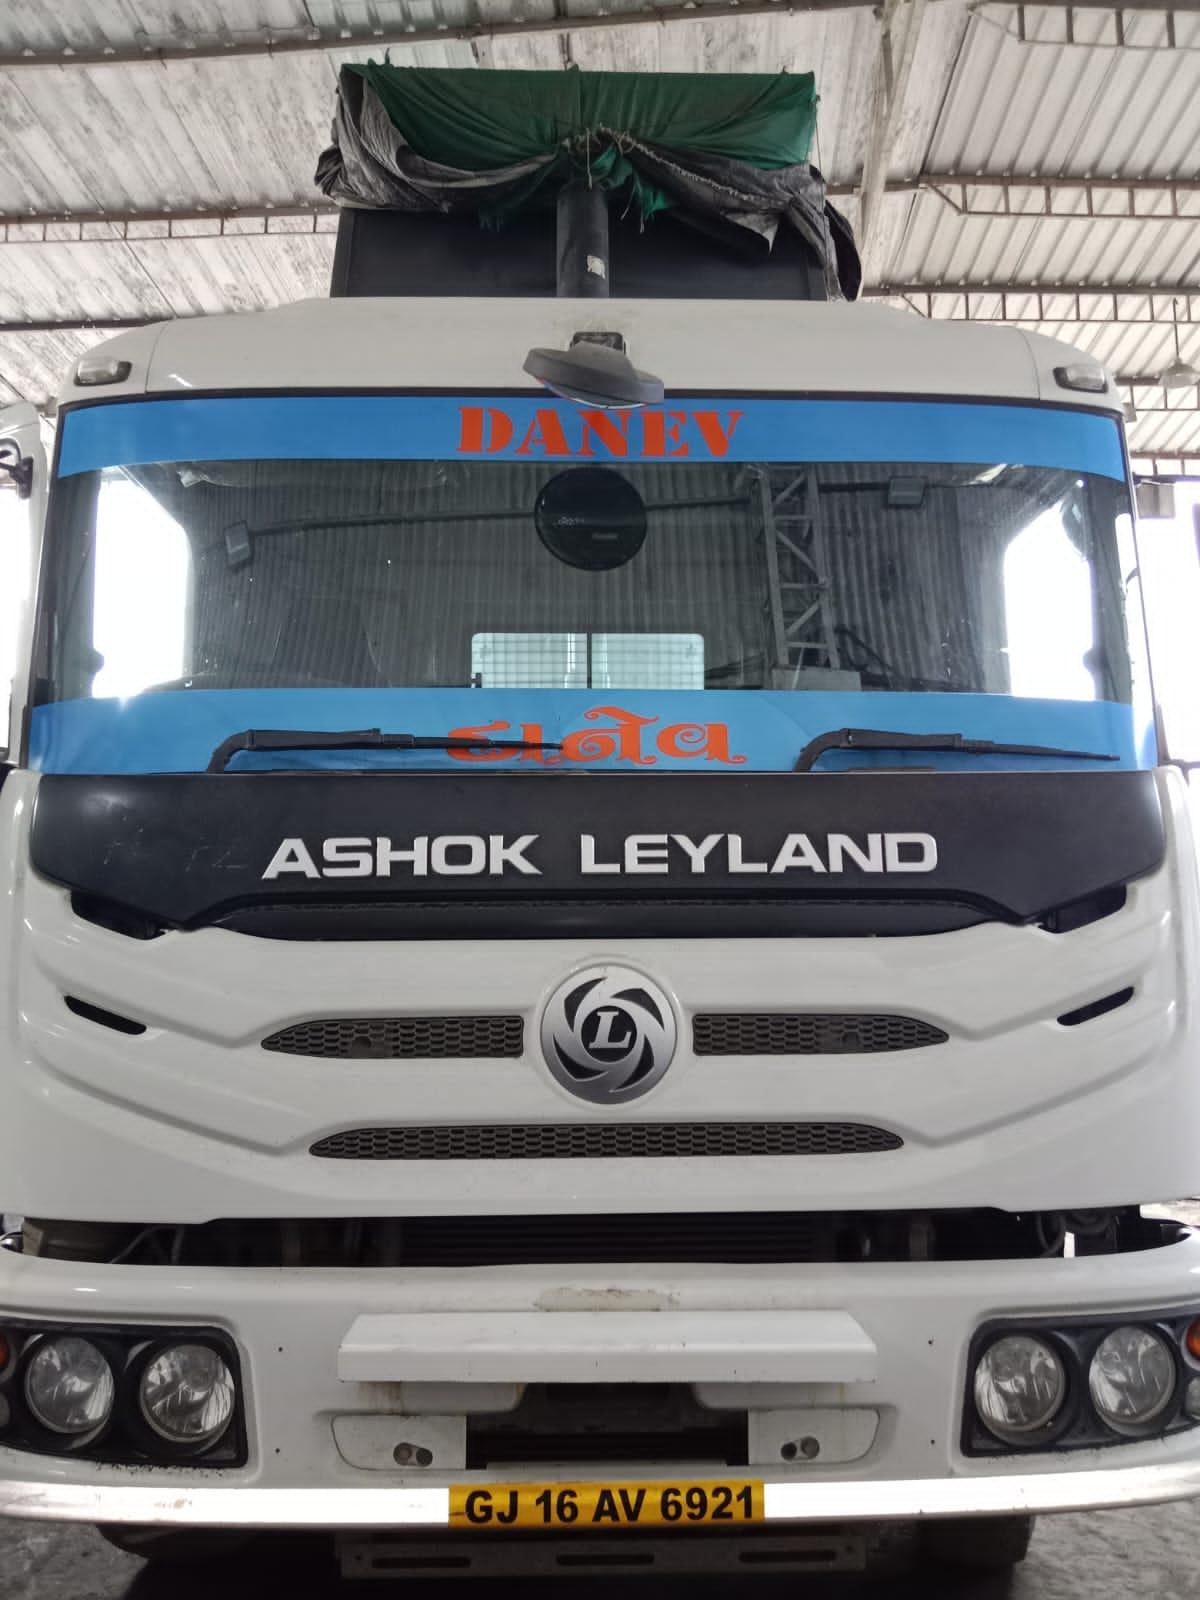 DANEV
દાનેવ
ASHOK LEYLAND
L
GJ 16 AV 6921